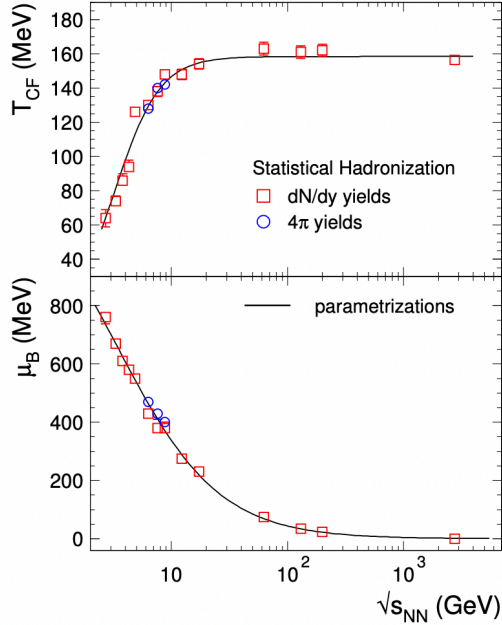 T_CF (MeV)
180
160
140
120
100
80
60
40
Statistical Hadronization
dN/dy yields
4π yields
μ_B (MeV)
800
600
400
200
0
parametrizations
10
10²
10³
√s_NN (GeV)